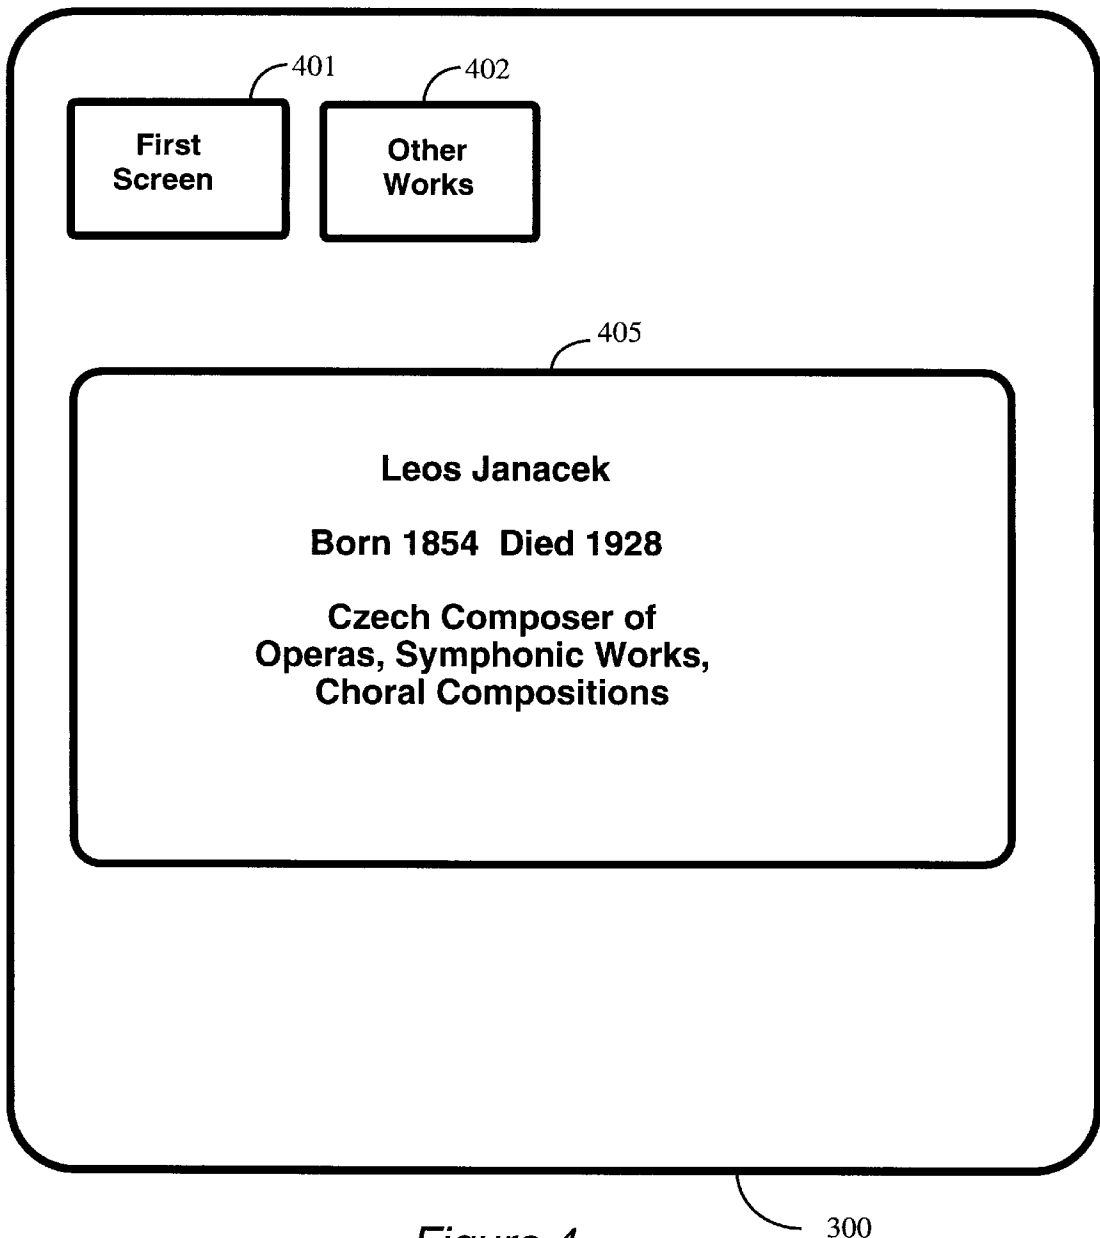 401
402
First
Screen
Other
Works
405
Leos Janacek
Born 1854 Died 1928
Czech Composer of
Operas, Symphonic Works,
Choral Compositions
300
Figure 4